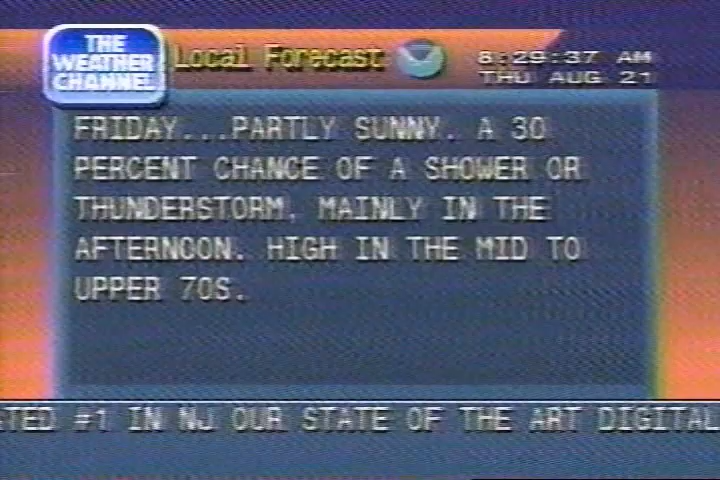 THE
WEATHER
CHANNEL
Local Forecast
8:29:37 AM
THU AUG 21
FRIDAY...PARTLY SUNNY. A 30
PERCENT CHANCE OF A SHOWER OR
THUNDERSTORM, MAINLY IN THE
AFTERNOON. HIGH IN THE MID TO
UPPER 70S.
TED #1 IN NJ OUR STATE OF THE ART DIGITAL